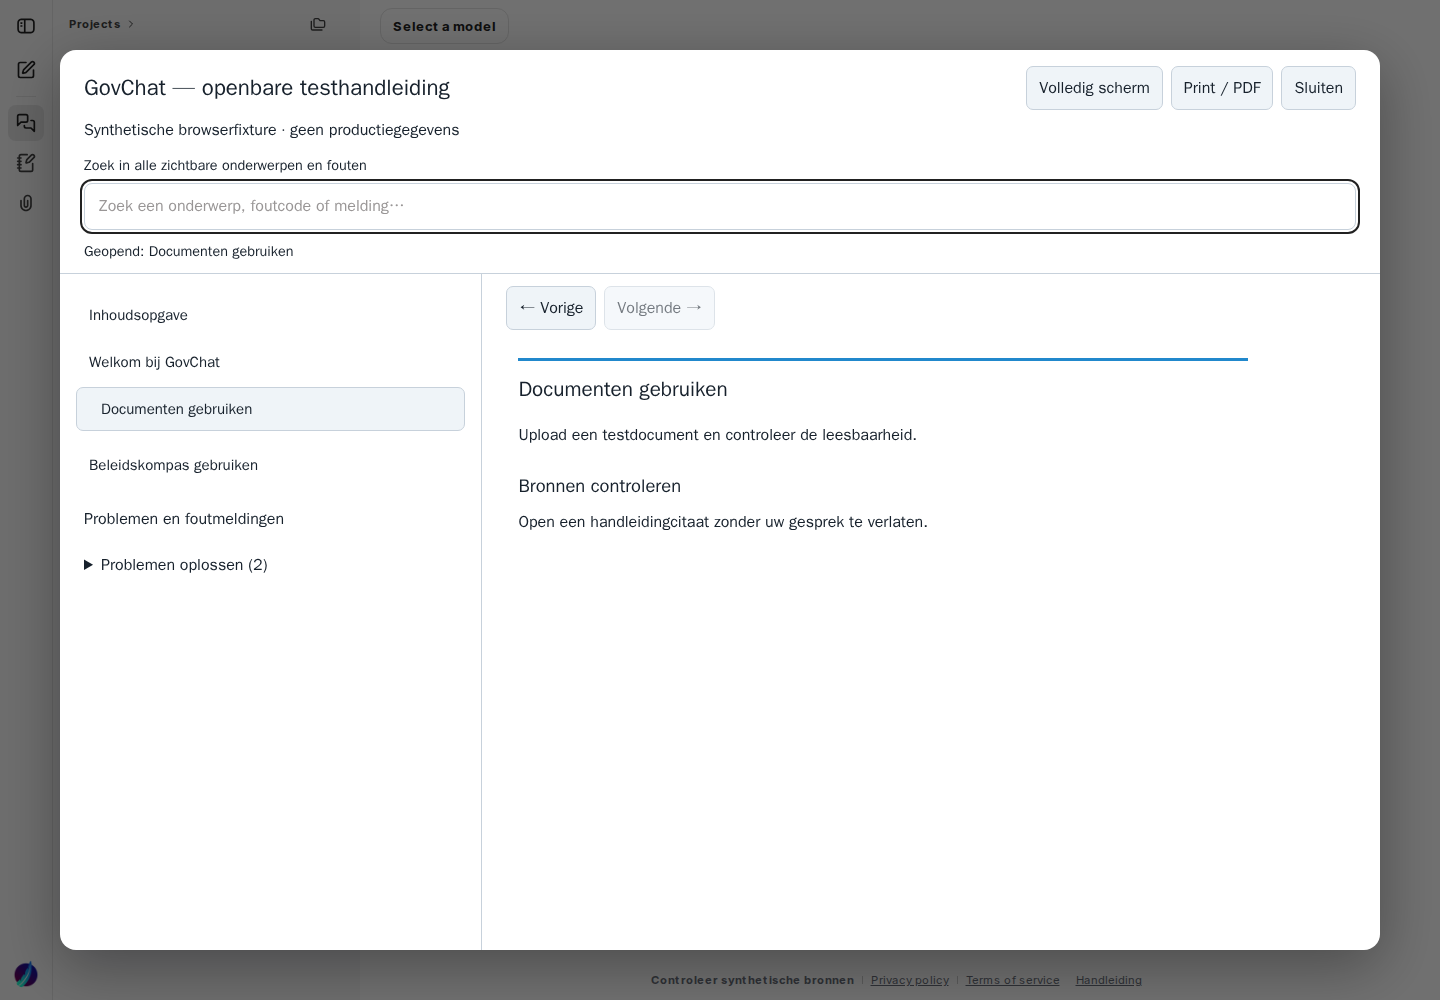 Projects
Select a model
GovChat — openbare testhandleiding
Volledig scherm
Print / PDF
Sluiten
Synthetische browserfixture · geen productiegegevens
Zoek in alle zichtbare onderwerpen en fouten
Zoek een onderwerp, foutcode of melding…
Geopend: Documenten gebruiken
Inhoudsopgave
Welkom bij GovChat
Documenten gebruiken
Beleidskompas gebruiken
Problemen en foutmeldingen
▶ Problemen oplossen (2)
← Vorige
Volgende →
Documenten gebruiken
Upload een testdocument en controleer de leesbaarheid.
Bronnen controleren
Open een handleidingcitaat zonder uw gesprek te verlaten.
Controleer synthetische bronnen | Privacy policy | Terms of service Handleiding